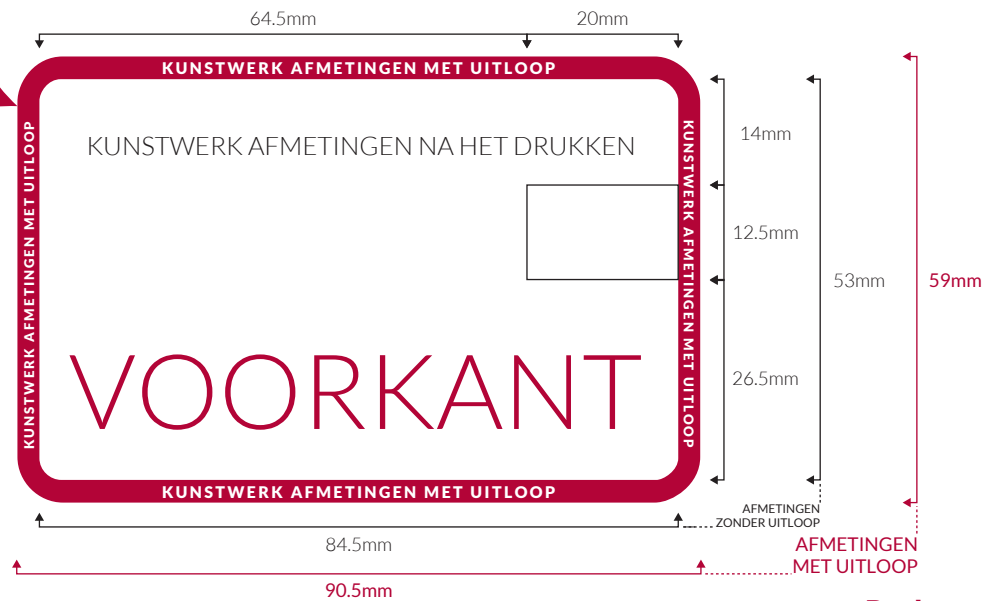 64.5mm
20mm
KUNSTWERK AFMETINGEN MET UITLOOP
KUNSTWERK AFMETINGEN MET UITLOOP
KUNSTWERK AFMETINGEN NA HET DRUKKEN
KUNSTWERK AFMETINGEN MET UITLOOP
14mm
12.5mm
53mm
59mm
VOORKANT
26.5mm
KUNSTWERK AFMETINGEN MET UITLOOP
AFMETINGEN
ZONDER UITLOOP
84.5mm
AFMETINGEN
MET UITLOOP
90.5mm